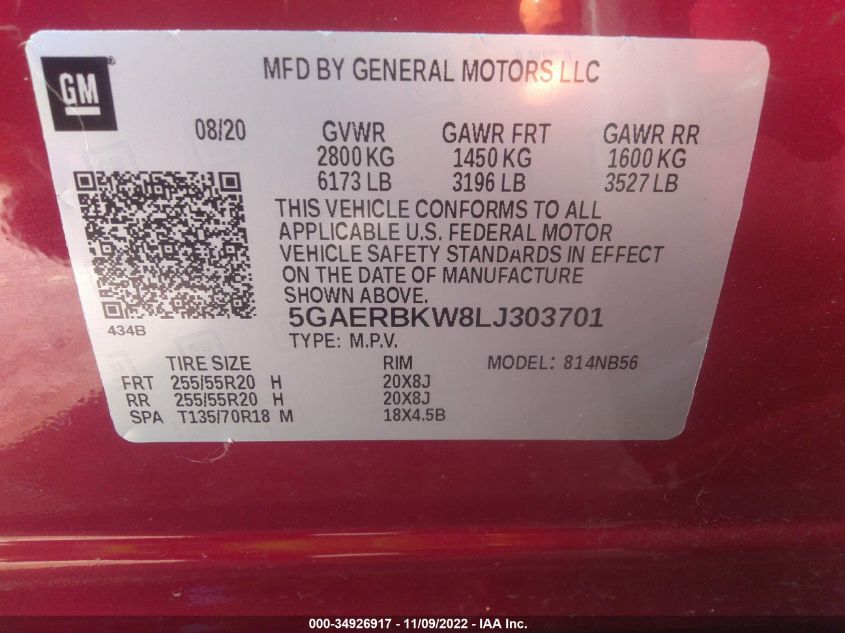 GM
MFD BY GENERAL MOTORS LLC
08/20 GVWR GAWR FRT GAWR RR
2800 KG 1450 KG 1600 KG
6173 LB 3196 LB 3527 LB
THIS VEHICLE CONFORMS TO ALL
APPLICABLE U.S. FEDERAL MOTOR
VEHICLE SAFETY STANDARDS IN EFFECT
ON THE DATE OF MANUFACTURE
SHOWN ABOVE.
434B
5GAERBKW8LJ303701
TYPE: M.P.V.
TIRE SIZE RIM MODEL: 814NB56
FRT 255/55R20 H 20X8J
RR 255/55R20 H 20X8J
SPA T135/70R18 M 18X4.5B
000-34926917 - 11/09/2022 - IAA Inc.